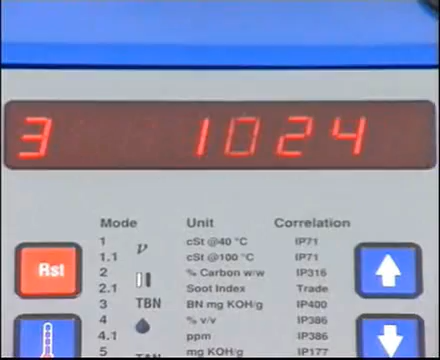 3 1024
Mode Unit Correlation
1 ν cSt @40 °C IP71
1.1 cSt @100 °C IP71
2 % Carbon w/w IP316
2.1 Soot Index Trade
3 TBN BN mg KOH/g IP400
4 % v/v IP386
4.1 ppm IP386
5 TAN mg KOH/g IP177
Rst